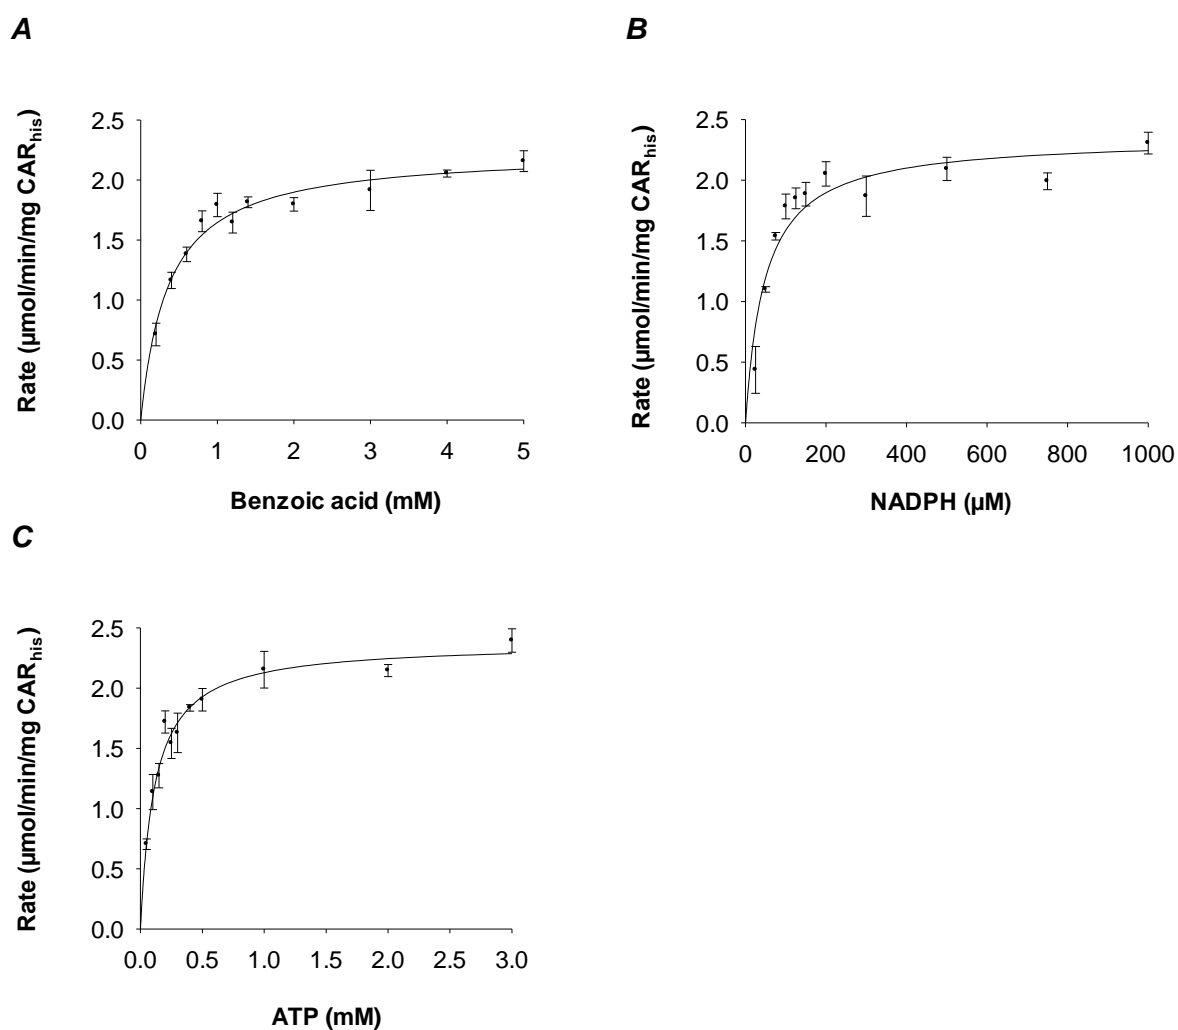 A
Rate (µmol/min/mg CARhis)
2.5
2.0
1.5
1.0
0.5
0.0
0 1 2 3 4 5
Benzoic acid (mM)
B
Rate (µmol/min/mg CARhis)
2.5
2.0
1.5
1.0
0.5
0.0
0 200 400 600 800 1000
NADPH (µM)
C
Rate (µmol/min/mg CARhis)
2.5
2.0
1.5
1.0
0.5
0.0
0.0 0.5 1.0 1.5 2.0 2.5 3.0
ATP (mM)